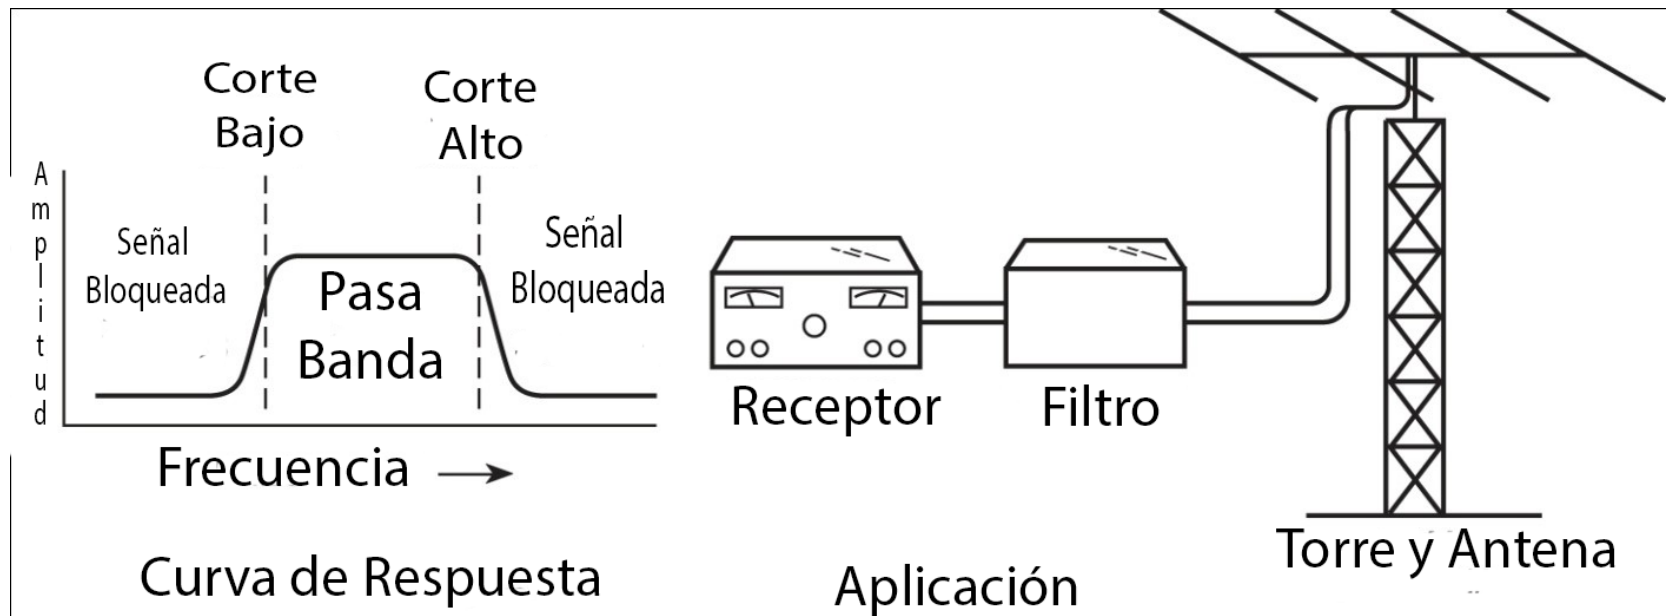 Corte
Bajo
Corte
Alto
Amplitud
Señal
Bloqueada
Pasa
Banda
Señal
Bloqueada
Frecuencia
Curva de Respuesta
Receptor
Filtro
Torre y Antena
Aplicación